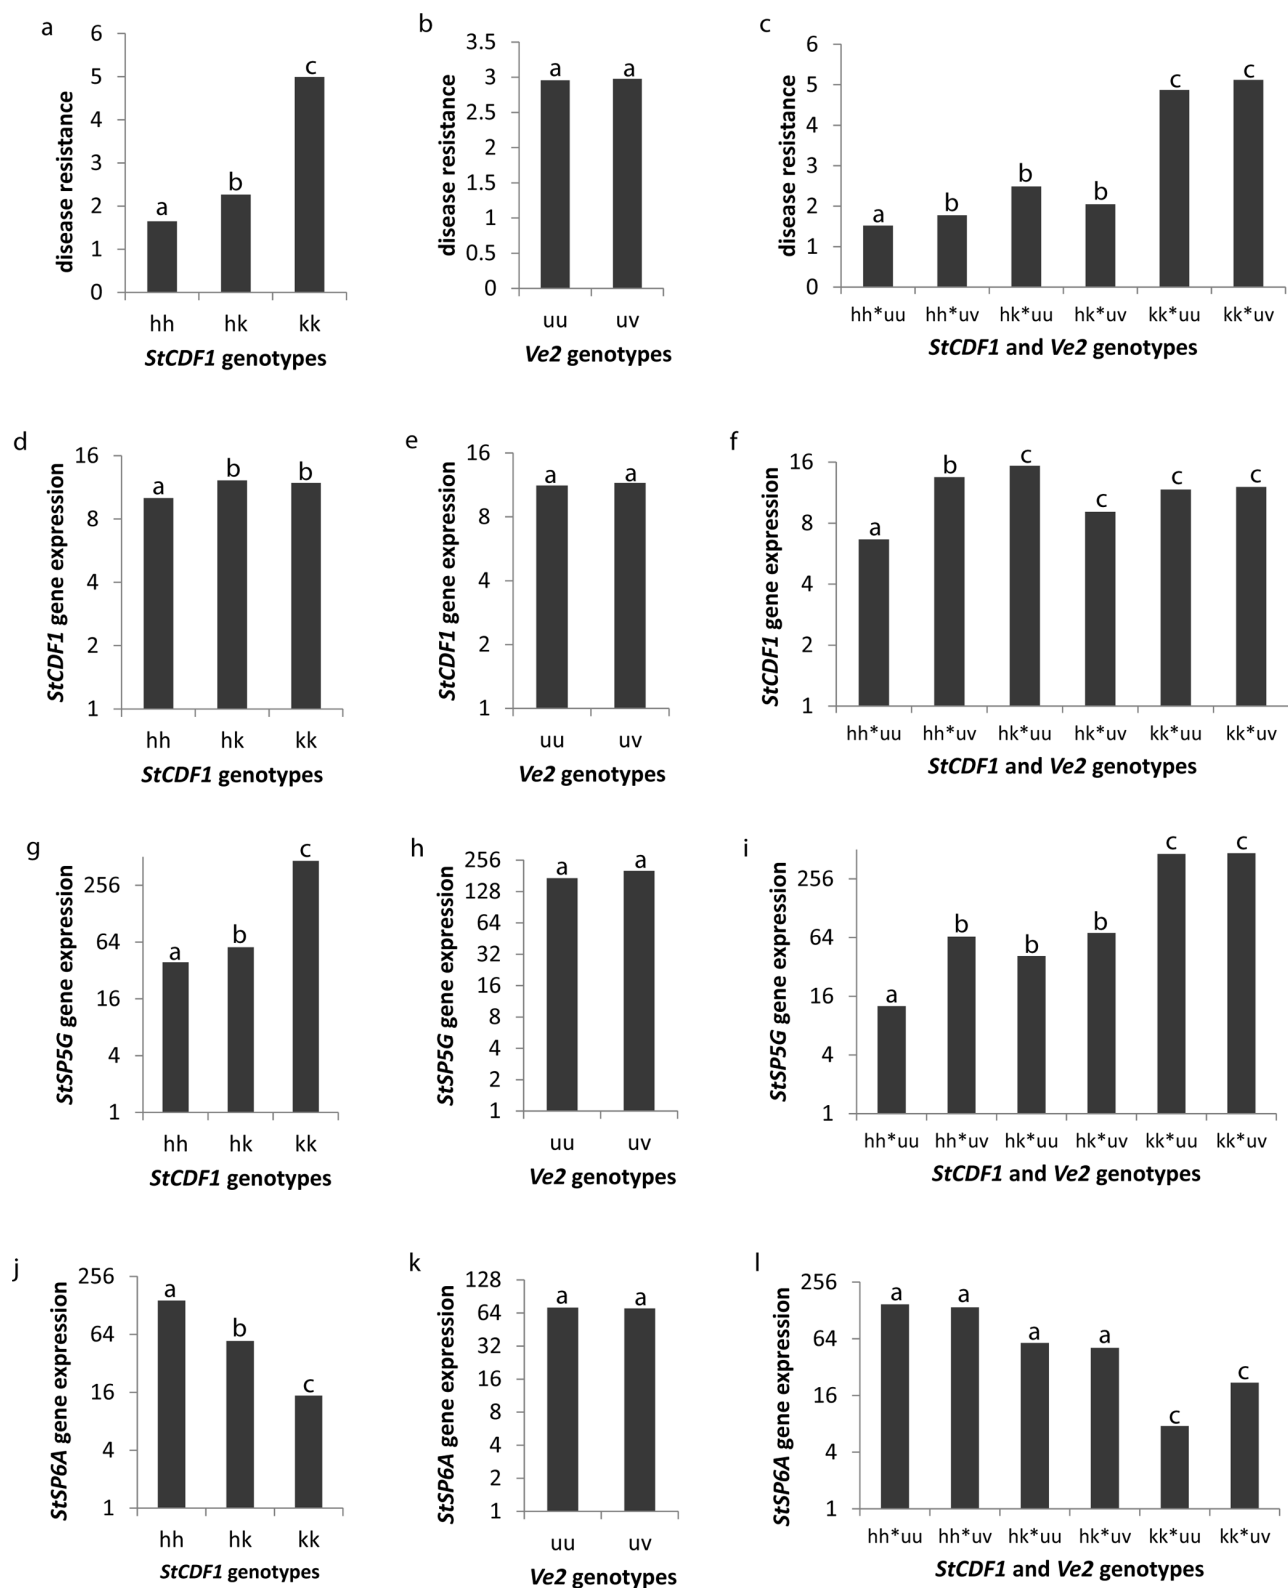 a
disease resistance
6
5
4
3
2
1
0
a
b
c
hh hk kk
StCDF1 genotypes
b
disease resistance
3.5
3
2.5
2
1.5
1
0.5
0
a
a
uu uv
Ve2 genotypes
c
disease resistance
6
5
4
3
2
1
0
a
b
b
b
c
c
hh*uu hh*uv hk*uu hk*uv kk*uu kk*uv
StCDF1 and Ve2 genotypes
d
StCDF1 gene expression
16
8
4
2
1
a
b
b
hh hk kk
StCDF1 genotypes
e
StCDF1 gene expression
16
8
4
2
1
a
a
uu uv
Ve2 genotypes
f
StCDF1 gene expression
16
8
4
2
1
a
b
c
c
c
c
hh*uu hh*uv hk*uu hk*uv kk*uu kk*uv
StCDF1 and Ve2 genotypes
g
StSP5G gene expression
256
64
16
4
1
a
b
c
hh hk kk
StCDF1 genotypes
h
StSP5G gene expression
256
128
64
32
16
8
4
2
1
a
a
uu uv
Ve2 genotypes
i
StSP5G gene expression
256
64
16
4
1
a
b
b
b
c
c
hh*uu hh*uv hk*uu hk*uv kk*uu kk*uv
StCDF1 and Ve2 genotypes
j
StSP6A gene expression
256
64
16
4
1
a
b
c
hh hk kk
StCDF1 genotypes
k
StSP6A gene expression
128
64
32
16
8
4
2
1
a
a
uu uv
Ve2 genotypes
l
StSP6A gene expression
256
64
16
4
1
a
a
a
a
c
c
hh*uu hh*uv hk*uu hk*uv kk*uu kk*uv
StCDF1 and Ve2 genotypes